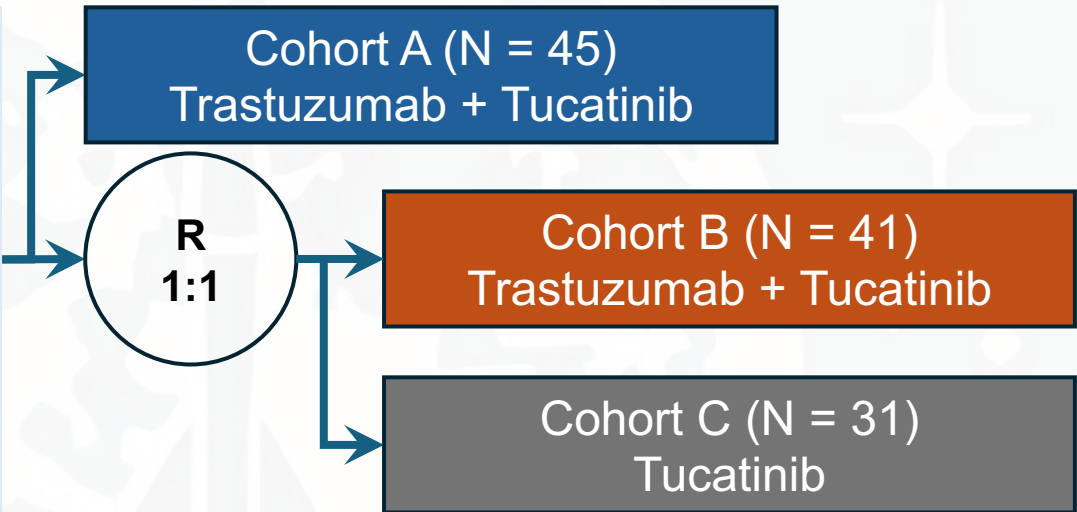 Cohort A (N = 45)
Trastuzumab + Tucatinib
R
1:1
Cohort B (N = 41)
Trastuzumab + Tucatinib
Cohort C (N = 31)
Tucatinib